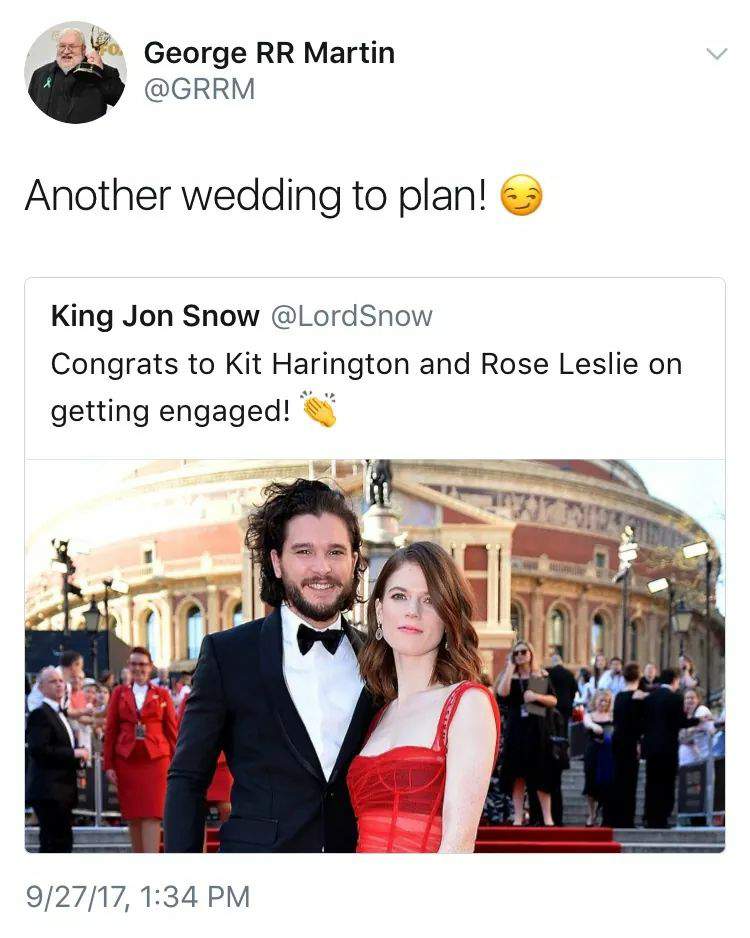 George RR Martin
@GRRM
Another wedding to plan! 😏
King Jon Snow @LordSnow
Congrats to Kit Harington and Rose Leslie on
getting engaged! 👏
9/27/17, 1:34 PM